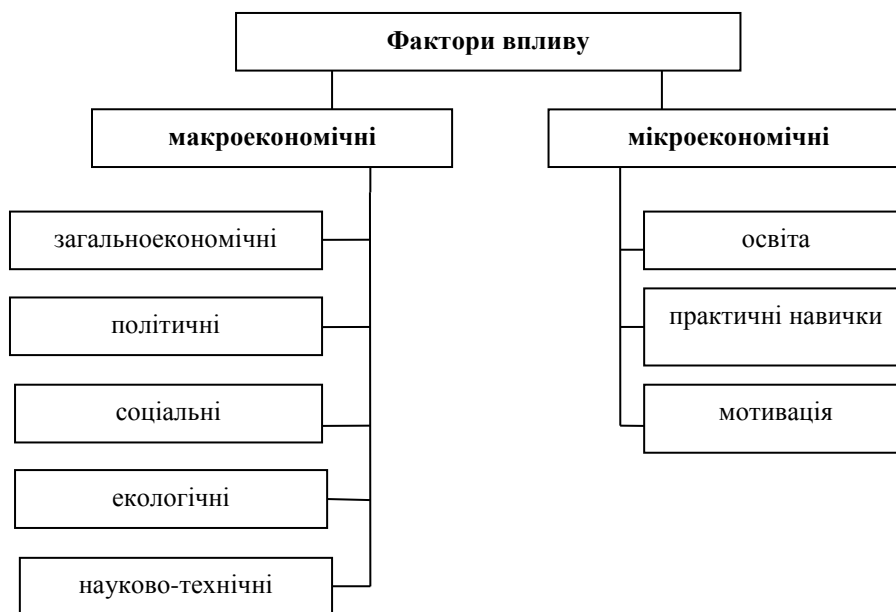 Фактори впливу
макроекономічні
мікроекономічні
загальноекономічні
освіта
політичні
практичні навички
соціальні
мотивація
екологічні
науково-технічні